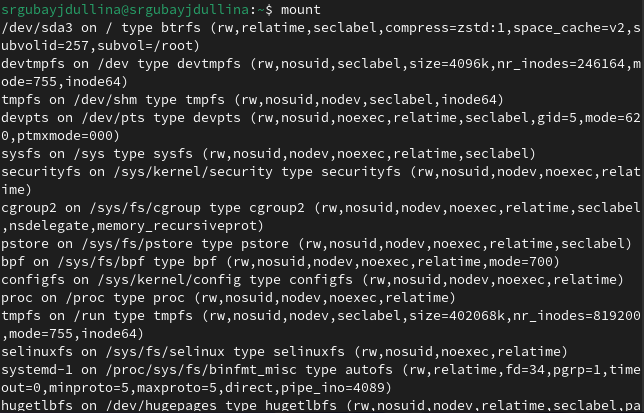 srgubayjdullina@srgubayjdullina:~$ mount
/dev/sda3 on / type btrfs (rw,relatime,seclabel,compress=zstd:1,space_cache=v2,s
ubvolid=257,subvol=/root)
devtmpfs on /dev type devtmpfs (rw,nosuid,seclabel,size=4096k,nr_inodes=246164,m
ode=755,inode64)
tmpfs on /dev/shm type tmpfs (rw,nosuid,nodev,seclabel,inode64)
devpts on /dev/pts type devpts (rw,nosuid,noexec,relatime,seclabel,gid=5,mode=62
0,ptmxmode=000)
sysfs on /sys type sysfs (rw,nosuid,nodev,noexec,relatime,seclabel)
securityfs on /sys/kernel/security type securityfs (rw,nosuid,nodev,noexec,relat
ime)
cgroup2 on /sys/fs/cgroup type cgroup2 (rw,nosuid,nodev,noexec,relatime,seclabel
,nsdelegate,memory_recursiveprot)
pstore on /sys/fs/pstore type pstore (rw,nosuid,nodev,noexec,relatime,seclabel)
bpf on /sys/fs/bpf type bpf (rw,nosuid,nodev,noexec,relatime,mode=700)
configfs on /sys/kernel/config type configfs (rw,nosuid,nodev,noexec,relatime)
proc on /proc type proc (rw,nosuid,nodev,noexec,relatime)
tmpfs on /run type tmpfs (rw,nosuid,nodev,seclabel,size=402068k,nr_inodes=819200
,mode=755,inode64)
selinuxfs on /sys/fs/selinux type selinuxfs (rw,nosuid,noexec,relatime)
systemd-1 on /proc/sys/fs/binfmt_misc type autofs (rw,relatime,fd=34,pgrp=1,time
out=0,minproto=5,maxproto=5,direct,pipe_ino=4089)
hugetlbfs on /dev/hugepages type hugetlbfs (rw,nosuid,nodev,relatime,seclabel,pa